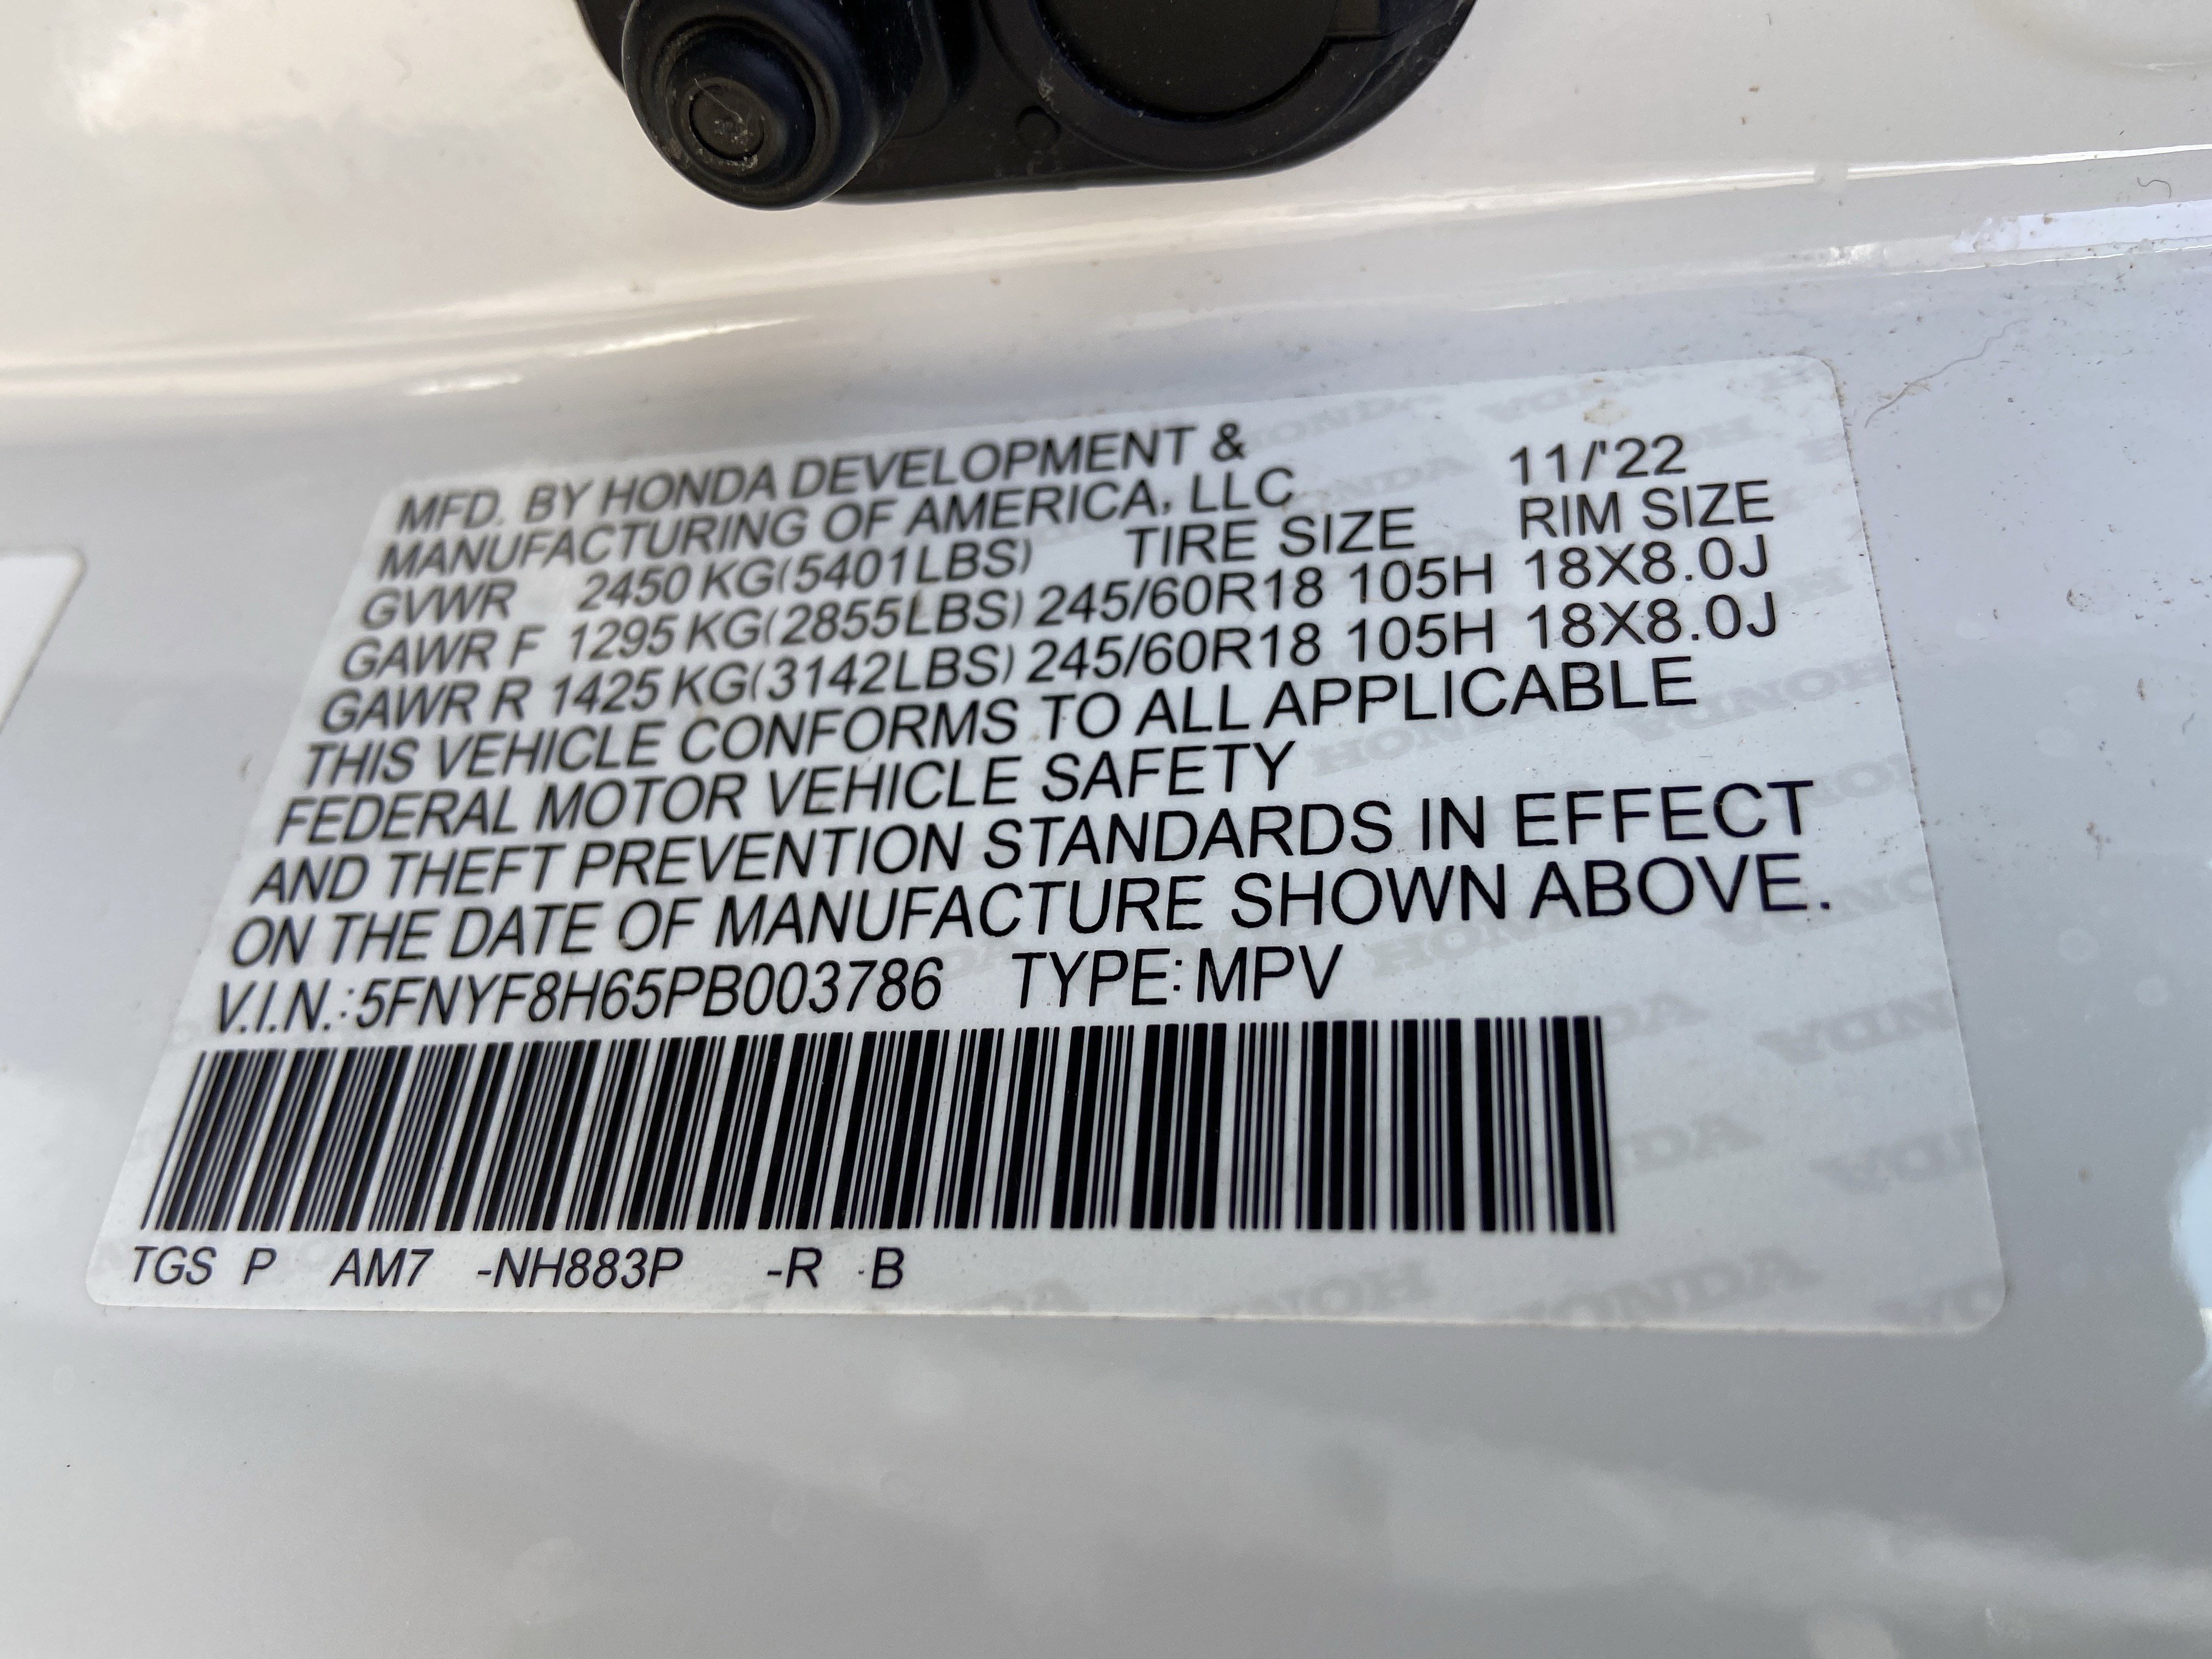 MFD. BY HONDA DEVELOPMENT &
MANUFACTURING OF AMERICA, LLC 11/'22
GVWR 2450 KG(5401LBS) TIRE SIZE RIM SIZE
GAWR F 1295 KG(2855LBS) 245/60R18 105H 18X8.0J
GAWR R 1425 KG(3142LBS) 245/60R18 105H 18X8.0J
THIS VEHICLE CONFORMS TO ALL APPLICABLE
FEDERAL MOTOR VEHICLE SAFETY
AND THEFT PREVENTION STANDARDS IN EFFECT
ON THE DATE OF MANUFACTURE SHOWN ABOVE.
V.I.N.:5FNYF8H65PB003786 TYPE:MPV
TGS P AM7 -NH883P -R B